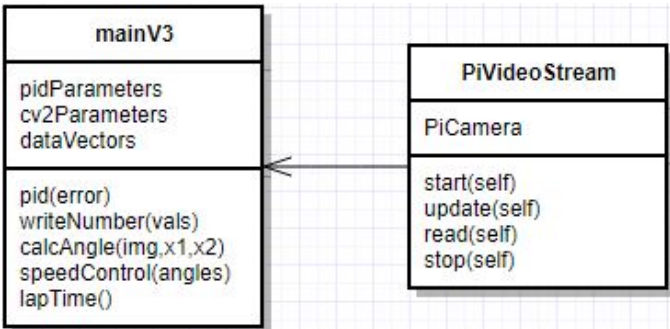 mainV3
pidParameters
cv2Parameters
dataVectors
pid(error)
writeNumber(vals)
calcAngle(img,x1,x2)
speedControl(angles)
lapTime()
PiVideoStream
PiCamera
start(self)
update(self)
read(self)
stop(self)